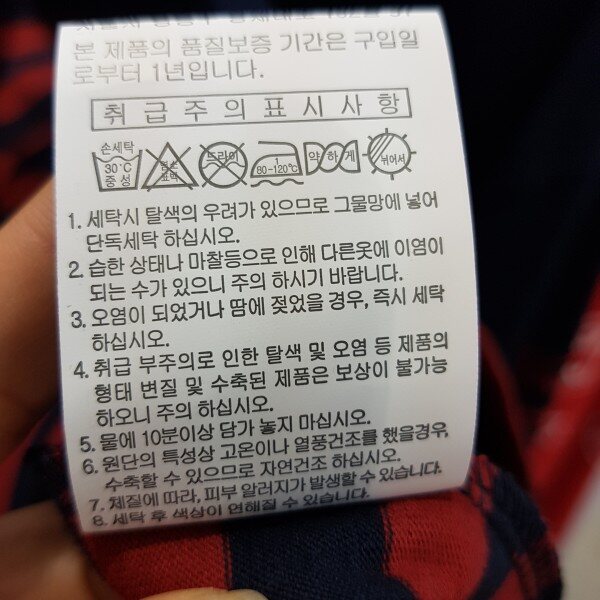 본 제품의 품질보증 기간은 구입일
로부터 1년입니다.
취급주의표시사항
손세탁
30℃
중성
염소
표백
드라이
1
80-120℃
약하게
뉘어서
1. 세탁시 탈색의 우려가 있으므로 그물망에 넣어
단독세탁 하십시오.
2. 습한 상태나 마찰등으로 인해 다른옷에 이염이
되는 수가 있으니 주의 하시기 바랍니다.
3. 오염이 되었거나 땀에 젖었을 경우, 즉시 세탁
하십시오.
4. 취급 부주의로 인한 탈색 및 오염 등 제품의
형태 변질 및 수축된 제품은 보상이 불가능
하오니 주의 하십시오.
5. 물에 10분이상 담가 놓지 마십시오.
6. 원단의 특성상 고온이나 열풍건조를 했을경우,
수축할 수 있으므로 자연건조 하십시오.
7. 체질에 따라, 피부 알러지가 발생할 수 있습니다.
8. 세탁 후 색상이 연해질 수 있습니다.